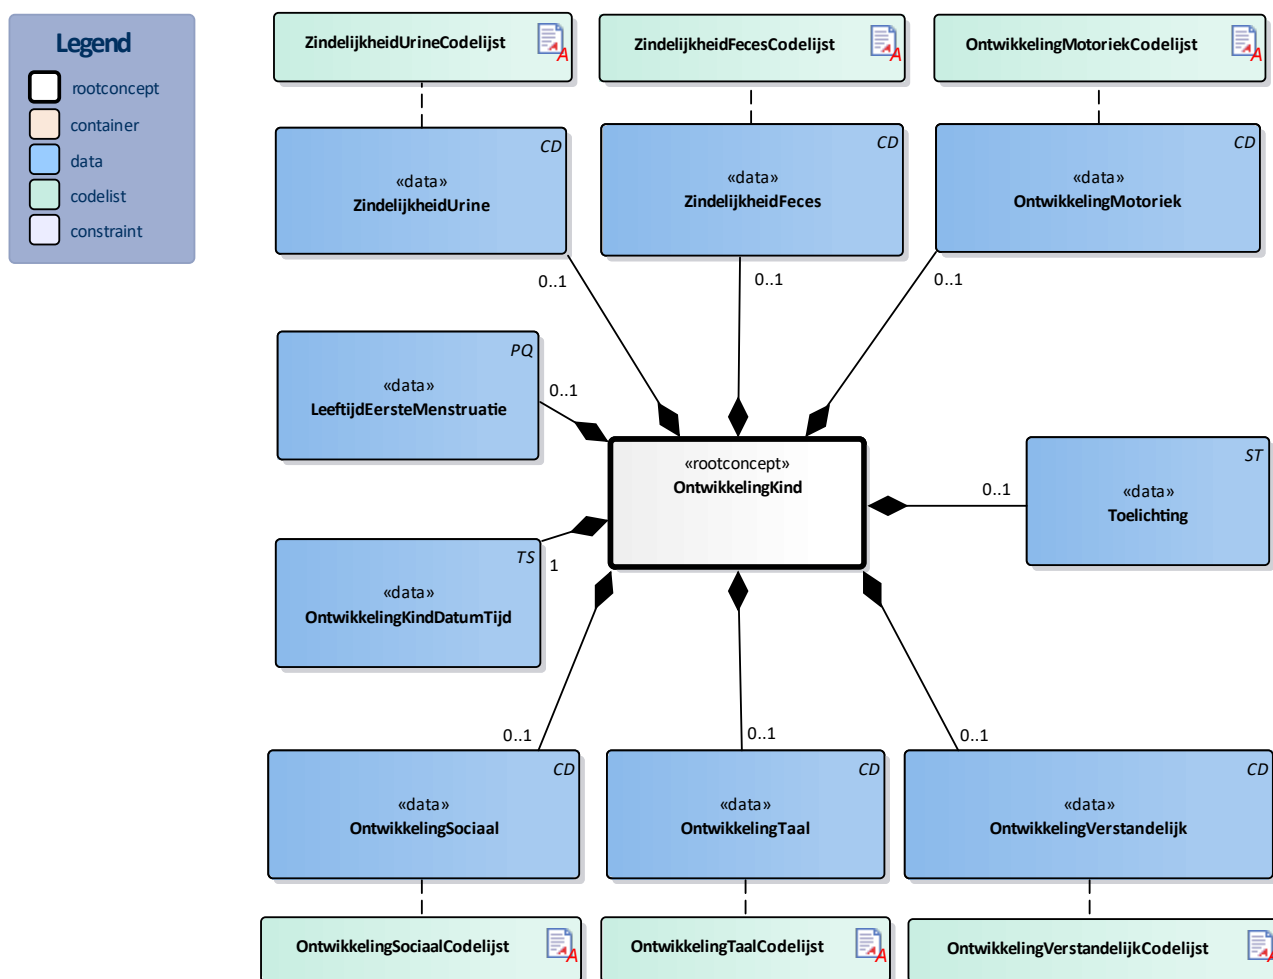 Legend
rootconcept
container
data
codelist
constraint
ZindelijkheidUrineCodelijst
A
ZindelijkheidFecesCodelijst
A
OntwikkelingMotoriekCodelijst
A
CD
«data»
ZindelijkheidUrine
CD
«data»
ZindelijkheidFeces
CD
«data»
OntwikkelingMotoriek
0..1
0..1
0..1
PQ
«data»
LeeftijdEersteMenstruatie
0..1
«rootconcept»
OntwikkelingKind
ST
«data»
Toelichting
0..1
TS
«data»
OntwikkelingKindDatumTijd
1
0..1
0..1
0..1
CD
«data»
OntwikkelingSociaal
CD
«data»
OntwikkelingTaal
CD
«data»
OntwikkelingVerstandelijk
OntwikkelingSociaalCodelijst
A
OntwikkelingTaalCodelijst
A
OntwikkelingVerstandelijkCodelijst
A